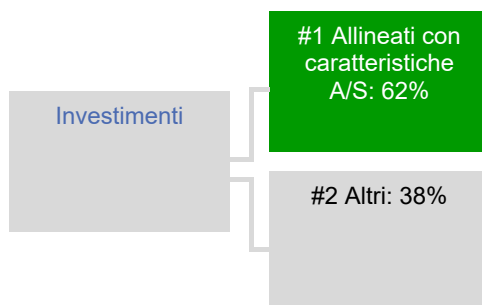 Investimenti
#1 Allineati con
caratteristiche
A/S: 62%
#2 Altri: 38%